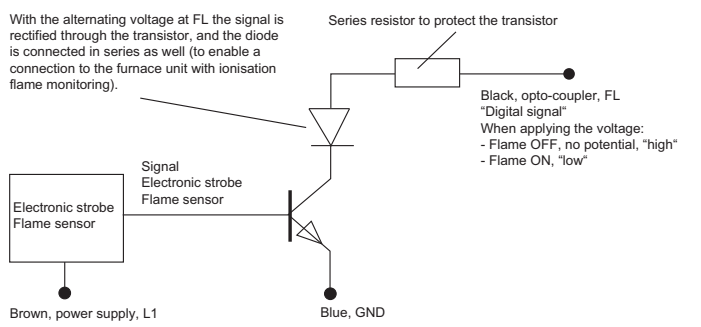 With the alternating voltage at FL the signal is
rectified through the transistor, and the diode
is connected in series as well (to enable a
connection to the furnace unit with ionisation
flame monitoring).
Series resistor to protect the transistor
Black, opto-coupler, FL
"Digital signal"
When applying the voltage:
- Flame OFF, no potential, "high"
- Flame ON, "low"
Signal
Electronic strobe
Flame sensor
Electronic strobe
Flame sensor
Brown, power supply, L1
Blue, GND